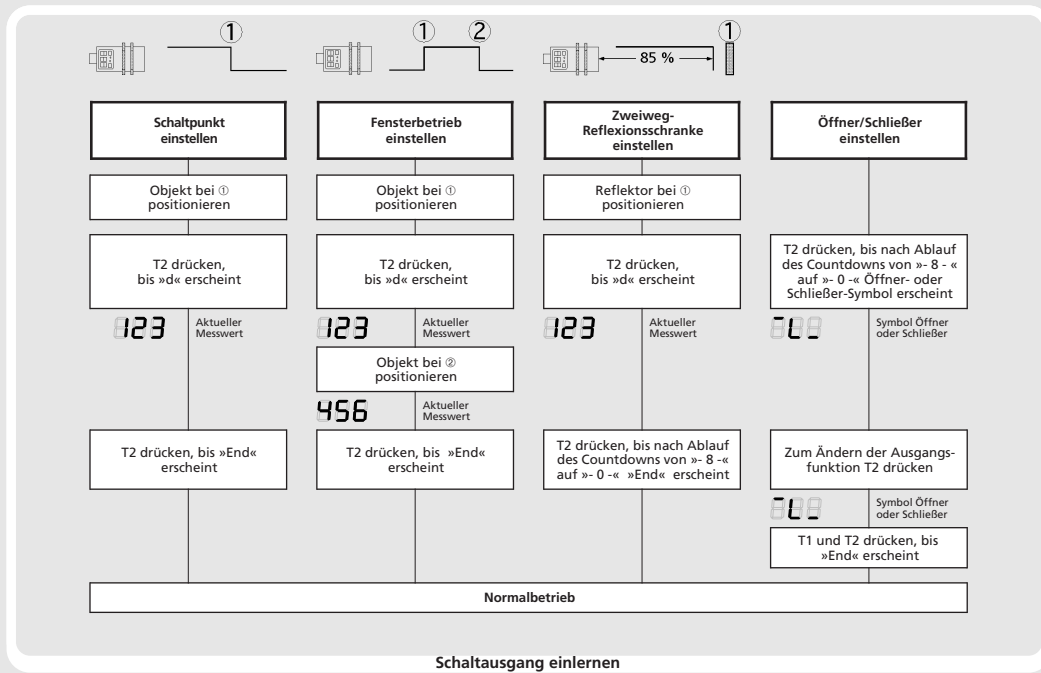 ①
① ②
85 %
①
Schaltpunkt
einstellen
Objekt bei ①
positionieren
T2 drücken,
bis »d« erscheint
123
Aktueller
Messwert
T2 drücken, bis »End«
erscheint
Fensterbetrieb
einstellen
Objekt bei ①
positionieren
T2 drücken,
bis »d« erscheint
123
Aktueller
Messwert
Objekt bei ②
positionieren
456
Aktueller
Messwert
T2 drücken, bis »End«
erscheint
Zweiweg-
Reflexionsschranke
einstellen
Reflektor bei ①
positionieren
T2 drücken,
bis »d« erscheint
123
Aktueller
Messwert
T2 drücken, bis nach Ablauf
des Countdowns von »- 8 -«
auf »- 0 -« »End« erscheint
Öffner/Schließer
einstellen
T2 drücken, bis nach Ablauf
des Countdowns von »- 8 - «
auf »- 0 -« Öffner- oder
Schließer-Symbol erscheint
Symbol Öffner
oder Schließer
Zum Ändern der Ausgangs-
funktion T2 drücken
Symbol Öffner
oder Schließer
T1 und T2 drücken, bis
»End« erscheint
Normalbetrieb
Schaltausgang einlernen